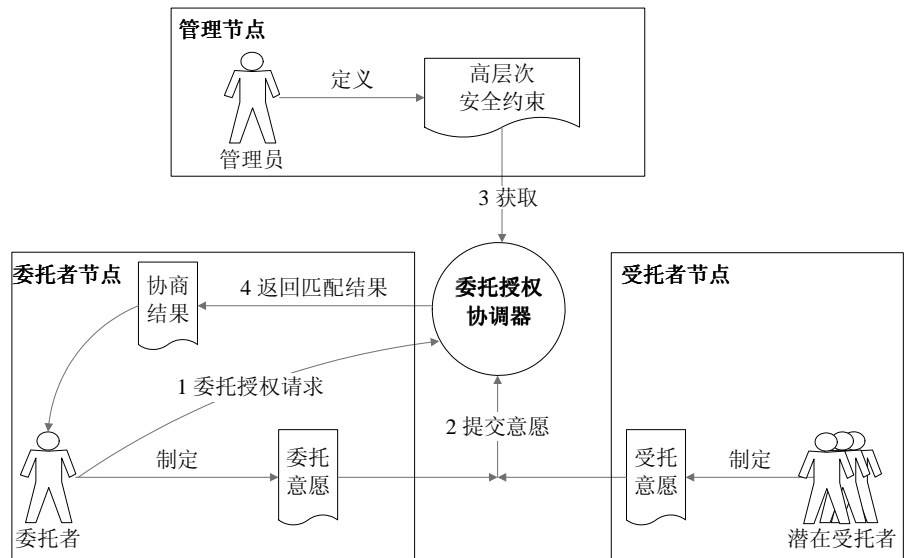 管理节点
定义
高层次
安全约束
管理员
3 获取
委托者节点
协商
结果
4 返回匹配结果
委托授权
协调器
受托者节点
1 委托授权请求
2 提交意愿
制定
委托
意愿
受托
意愿
制定
委托者
潜在受托者